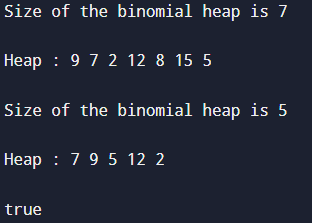 Size of the binomial heap is 7
Heap : 9 7 2 12 8 15 5
Size of the binomial heap is 5
Heap : 7 9 5 12 2
true